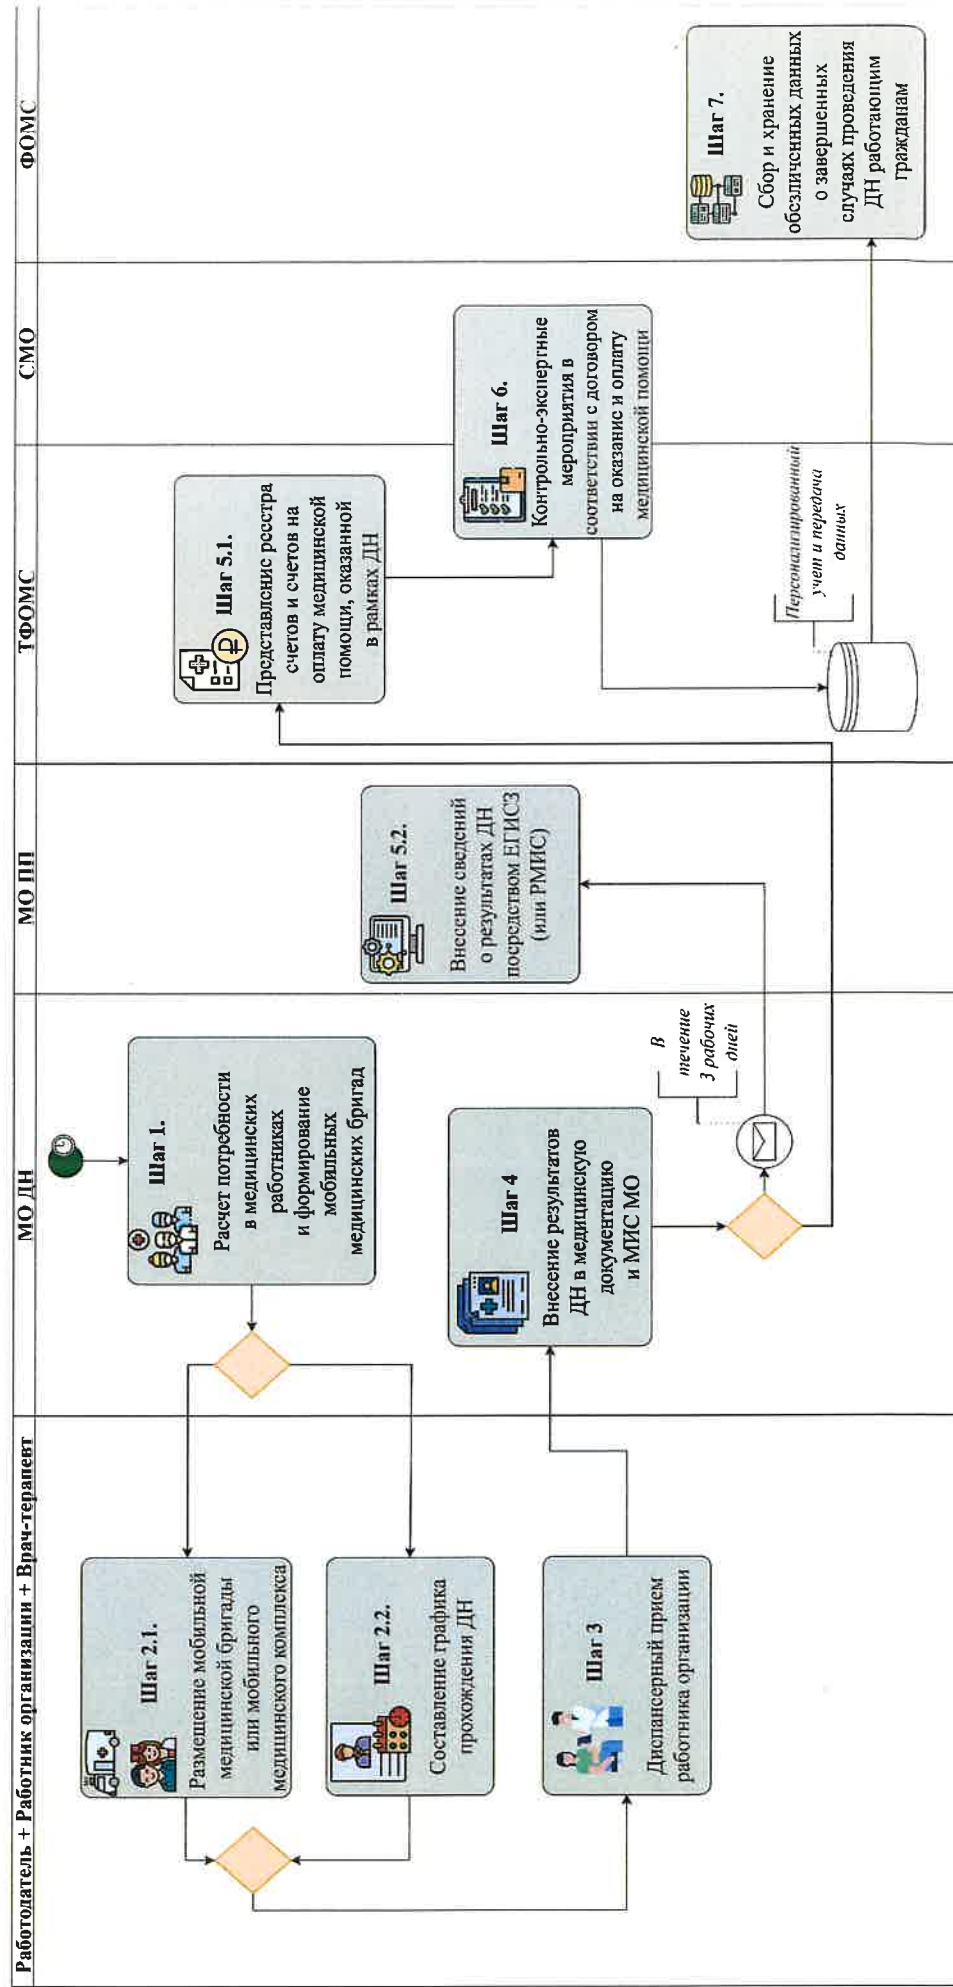 Работодатель + Работник организации + Врач-терапевт
МО ДН
МО ПП
ТФОМС
СМО
ФОМС
Шаг 1.
Расчет потребности
в медицинских
работниках
и формирование
мобильных
медицинских бригад
Шаг 2.1.
Размещение мобильной
медицинской бригады
или мобильного
медицинского комплекса
Шаг 2.2.
Составление графика
прохождения ДН
Шаг 3
Диспансерный прием
работника организации
Шаг 4
Внесение результатов
ДН в медицинскую
документацию
и МИС МО
В
течение
3 рабочих
дней
Шаг 5.1.
Представление реестра
счетов и счетов на
оплату медицинской
помощи, оказанной
в рамках ДН
Шаг 5.2.
Внесение сведений
о результатах ДН
посредством ЕГИСЗ
(или РМИС)
Шаг 6.
Контрольно-экспертные
мероприятия в
соответствии с договором
на оказание и оплату
медицинской помощи
Персонализированный
учет и передача
данных
Шаг 7.
Сбор и хранение
обезличенных данных
о завершенных
случаях проведения
ДН работающим
гражданам